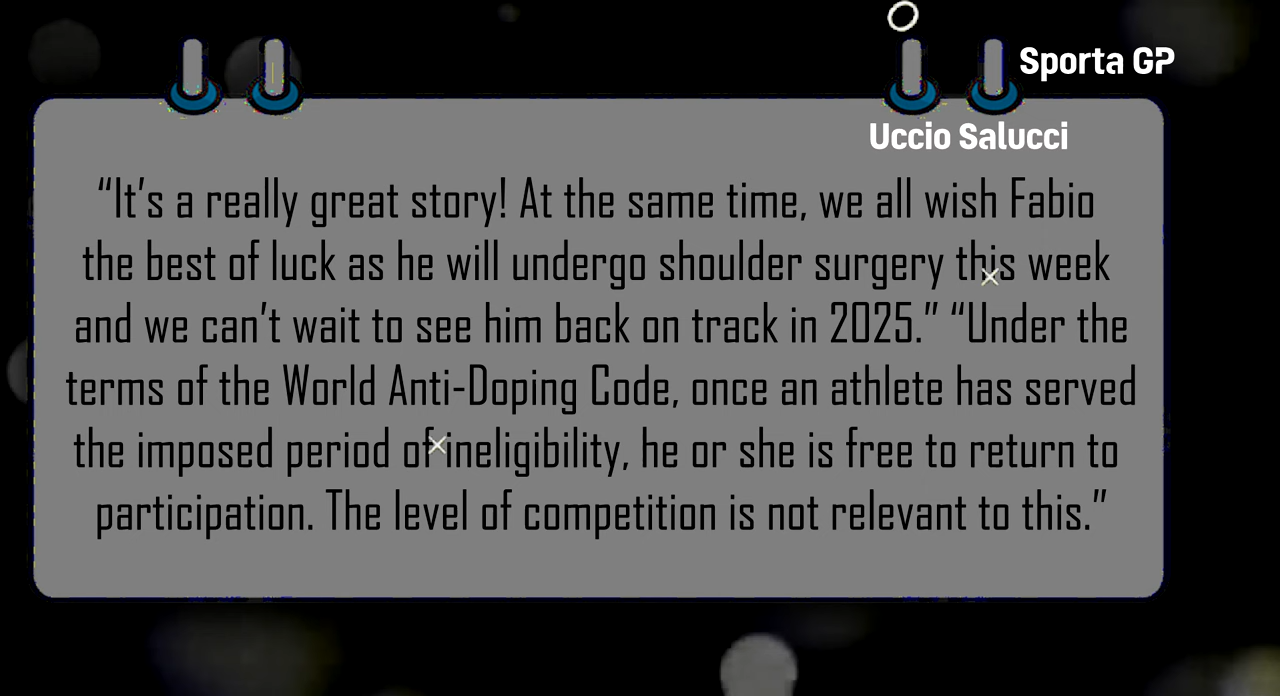 Sporta GP
Uccio Salucci
“It’s a really great story! At the same time, we all wish Fabio
the best of luck as he will undergo shoulder surgery this week
and we can’t wait to see him back on track in 2025.” “Under the
terms of the World Anti-Doping Code, once an athlete has served
the imposed period of ineligibility, he or she is free to return to
participation. The level of competition is not relevant to this.”